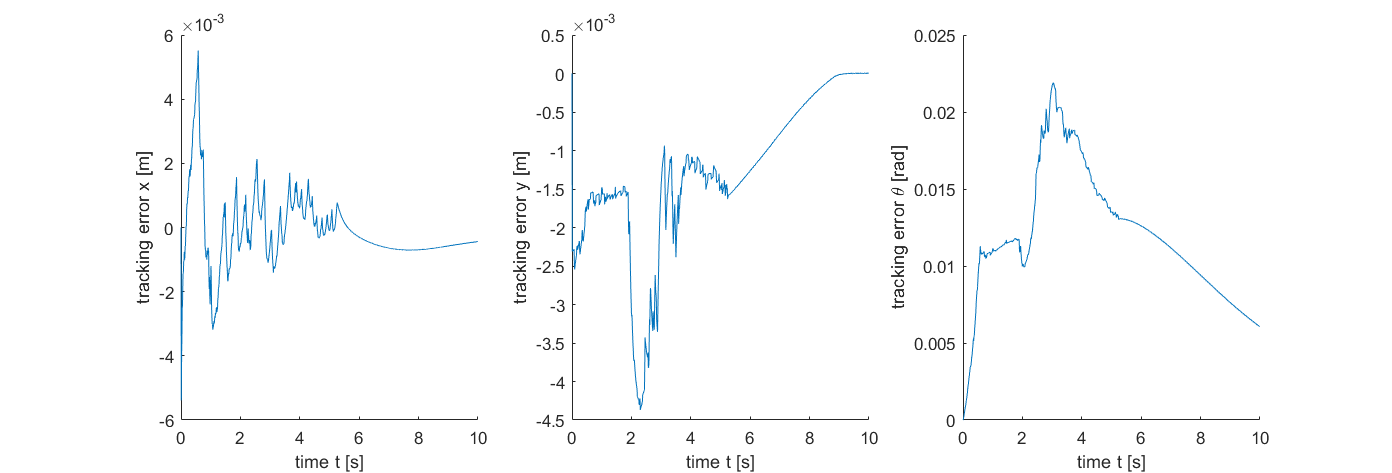 ×10-3
6
4
2
0
-2
-4
-6
tracking error x [m]
0 2 4 6 8 10
time t [s]
×10-3
0.5
0
-0.5
-1
-1.5
-2
-2.5
-3
-3.5
-4
-4.5
tracking error y [m]
0 2 4 6 8 10
time t [s]
0.025
0.02
0.015
0.01
0.005
0
tracking error θ [rad]
0 2 4 6 8 10
time t [s]